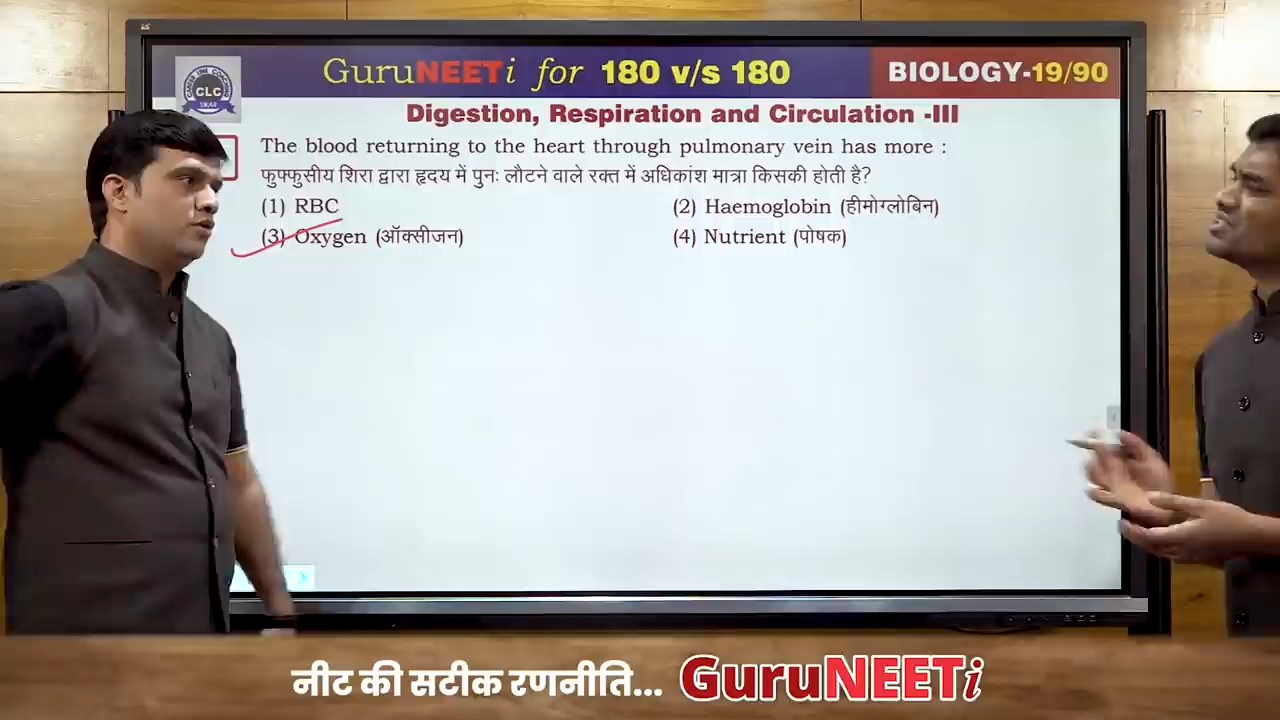 GuruNEETi for 180 v/s 180
BIOLOGY-19/90
CLC
SIKAR
Digestion, Respiration and Circulation -III
The blood returning to the heart through pulmonary vein has more :
फुफ्फुसीय शिरा द्वारा हृदय में पुनः लौटने वाले रक्त में अधिकांश मात्रा किसकी होती है?
(1) RBC
(2) Haemoglobin (हीमोग्लोबिन)
(3) Oxygen (ऑक्सीजन)
(4) Nutrient (पोषक)
नीट की सटीक रणनीति... GuruNEETi